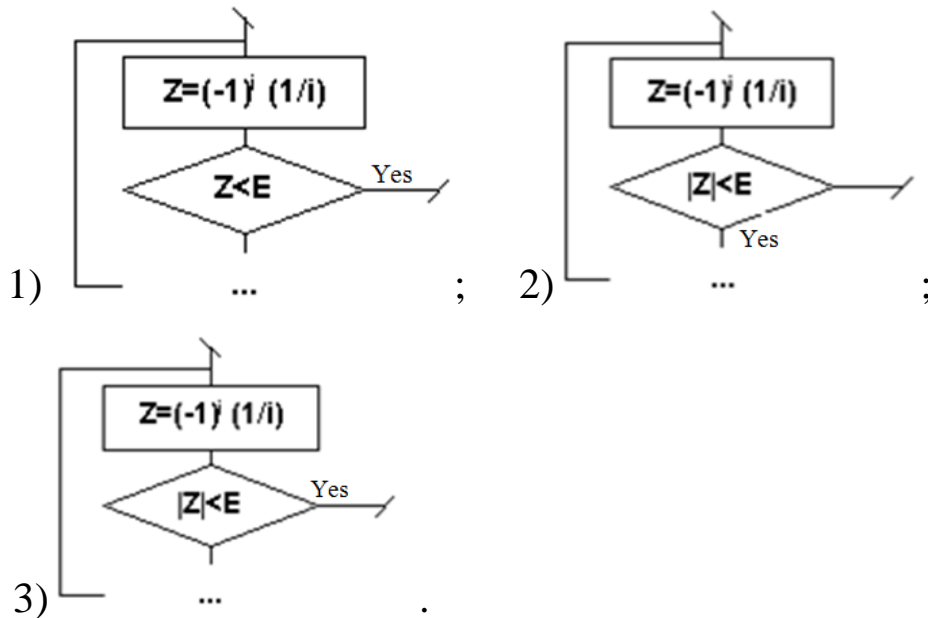 Z=(-1)ʲ (1/i) Z=(-1)ʲ (1/i)
Z<E Yes |Z|<E
Yes
1) ... ; 2) ... ;
Z=(-1)ʲ (1/i)
|Z|<E Yes
3) ... .